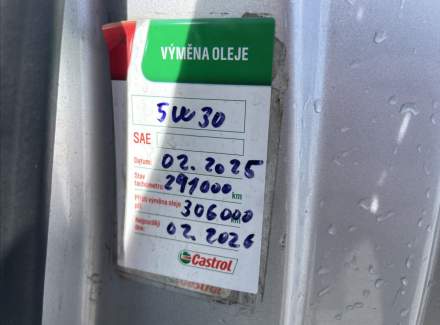 VÝMĚNA OLEJE
5W30
SAE
Datum: 02.2025
Stav
tachometru: 291000 km
Příští výměna oleje
při: 306000 km
Nejpozději
dne: 02.2026
Castrol